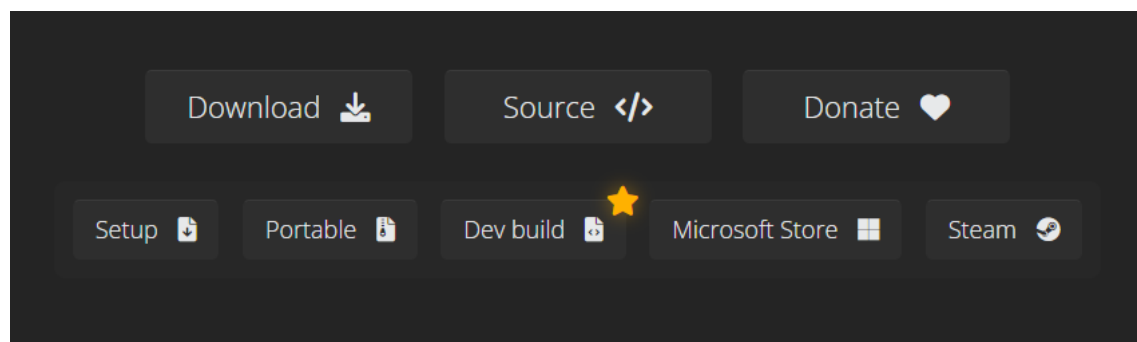 Download Source Donate
Setup Portable Dev build Microsoft Store Steam